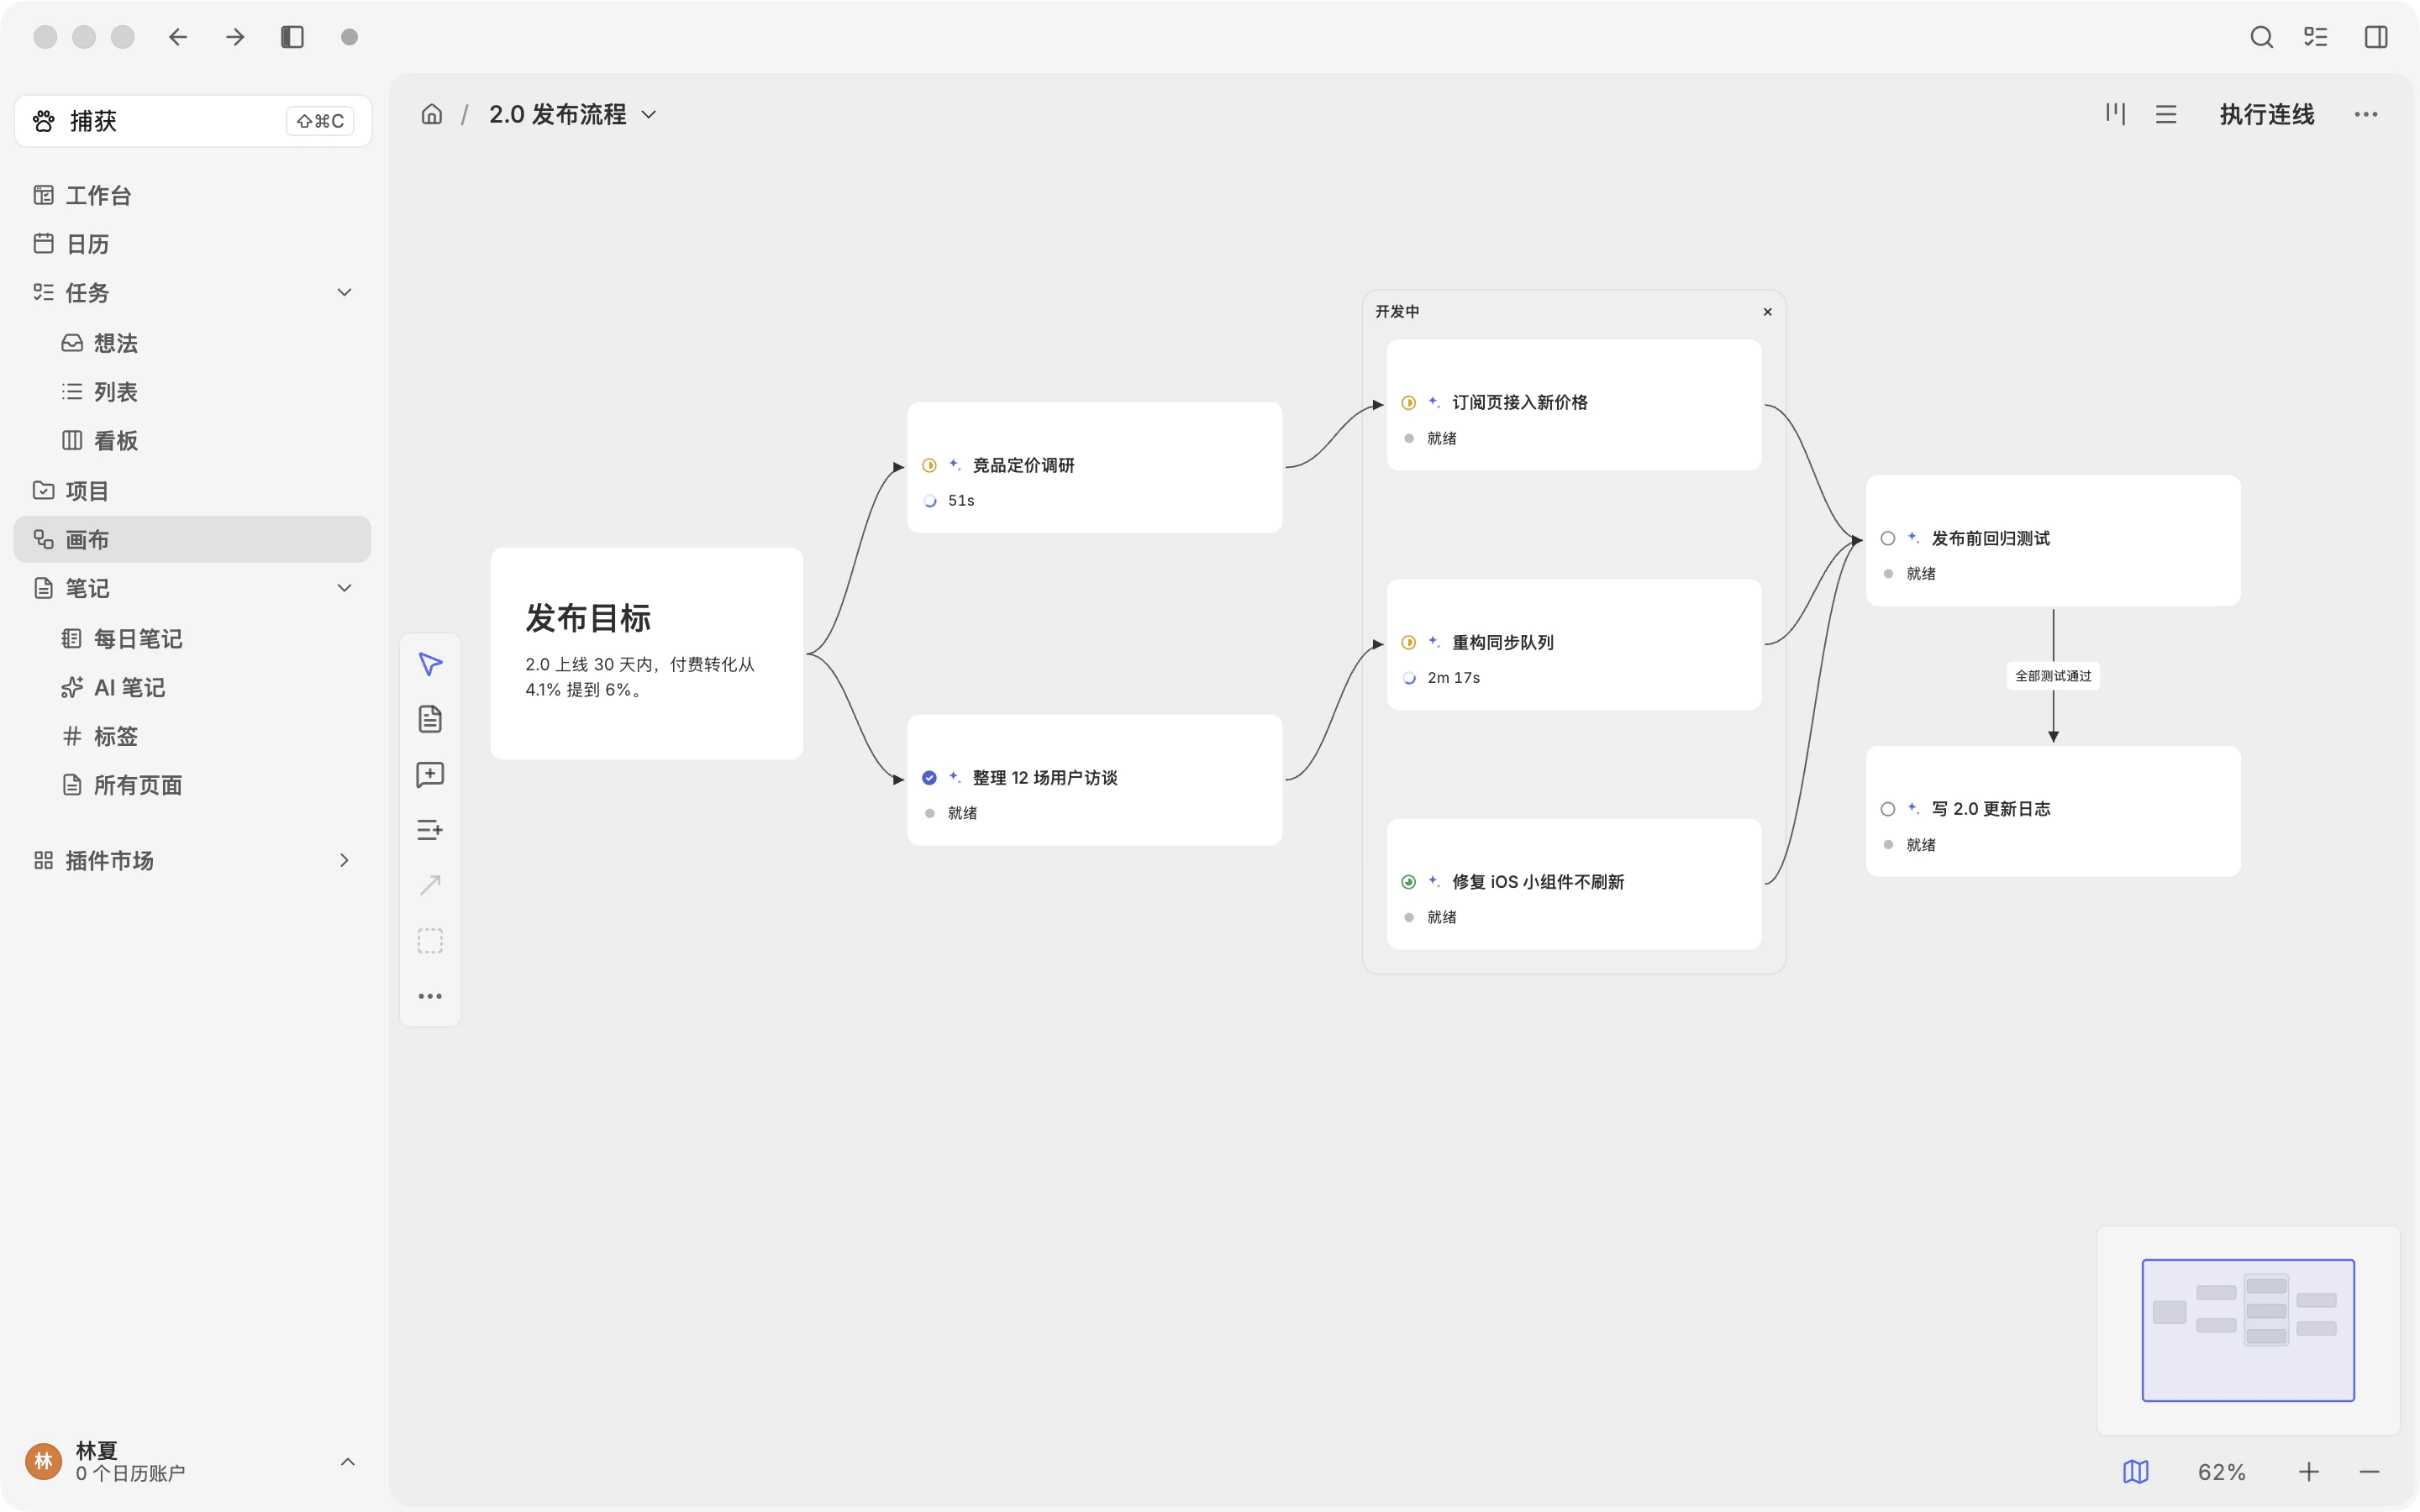 捕获
⇧⌘C
工作台
日历
任务
想法
列表
看板
项目
画布
笔记
每日笔记
AI 笔记
标签
所有页面
插件市场
林
林夏
0 个日历账户
/ 2.0 发布流程
执行连线
发布目标
2.0 上线 30 天内，付费转化从
4.1% 提到 6%。
竞品定价调研
51s
整理 12 场用户访谈
就绪
开发中
订阅页接入新价格
就绪
重构同步队列
2m 17s
修复 iOS 小组件不刷新
就绪
发布前回归测试
就绪
全部测试通过
写 2.0 更新日志
就绪
62%